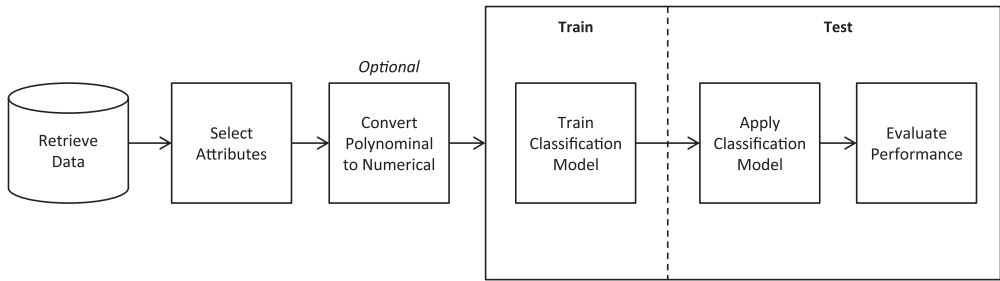 Retrieve
Data
Select
Attributes
Optional
Convert
Polynominal
to Numerical
Train
Train
Classification
Model
Test
Apply
Classification
Model
Evaluate
Performance